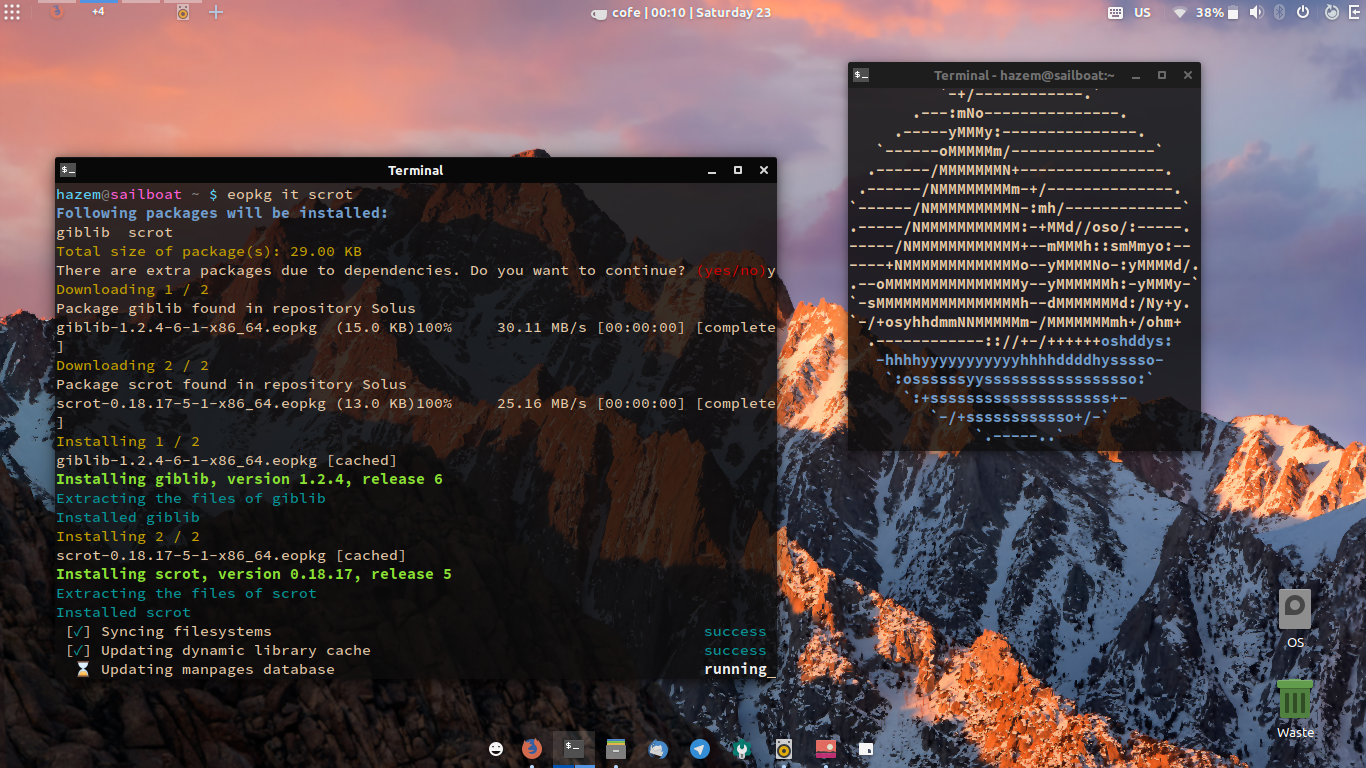 +4
cofe | 00:10 | Saturday 23
US
38%
Terminal
hazem@sailboat ~ $ eopkg it scrot
Following packages will be installed:
giblib  scrot
Total size of package(s): 29.00 KB
There are extra packages due to dependencies. Do you want to continue? (yes/no)y
Downloading 1 / 2
Package giblib found in repository Solus
giblib-1.2.4-6-1-x86_64.eopkg  (15.0 KB)100%     30.11 MB/s [00:00:00] [complete
]
Downloading 2 / 2
Package scrot found in repository Solus
scrot-0.18.17-5-1-x86_64.eopkg (13.0 KB)100%     25.16 MB/s [00:00:00] [complete
]
Installing 1 / 2
giblib-1.2.4-6-1-x86_64.eopkg [cached]
Installing giblib, version 1.2.4, release 6
Extracting the files of giblib
Installed giblib
Installing 2 / 2
scrot-0.18.17-5-1-x86_64.eopkg [cached]
Installing scrot, version 0.18.17, release 5
Extracting the files of scrot
Installed scrot
[✓] Syncing filesystems success
[✓] Updating dynamic library cache success
⌛ Updating manpages database running_
Terminal - hazem@sailboat:~
`-+/------------.`
.---:mNo---------------.
.-----yMMMy:---------------.
`------oMMMMMm/----------------`
.------/MMMMMMMN+----------------.
.------/NMMMMMMMMm-+/--------------.
`------/NMMMMMMMMMN-:mh/-------------`
.-----/NMMMMMMMMMMM:-+MMd//oso/:-----.
-----/NMMMMMMMMMMMM+--mMMMh::smMmyo:--
----+NMMMMMMMMMMMMMo--yMMMMNo-:yMMMMd/.
.--oMMMMMMMMMMMMMMMy--yMMMMMMh:-yMMMy-`
`-sMMMMMMMMMMMMMMMMh--dMMMMMMMd:/Ny+y.
`-/+osyhhdmmNNMMMMMm-/MMMMMMMmh+/ohm+
.------------:://+-/++++++oshddys:
-hhhhyyyyyyyyyyyhhhhddddhysssso-
`:ossssssyysssssssssssssssso:`
`:+ssssssssssssssssssss+-
`-/+sssssssssssso+/-`
`.-----..`
OS
Waste